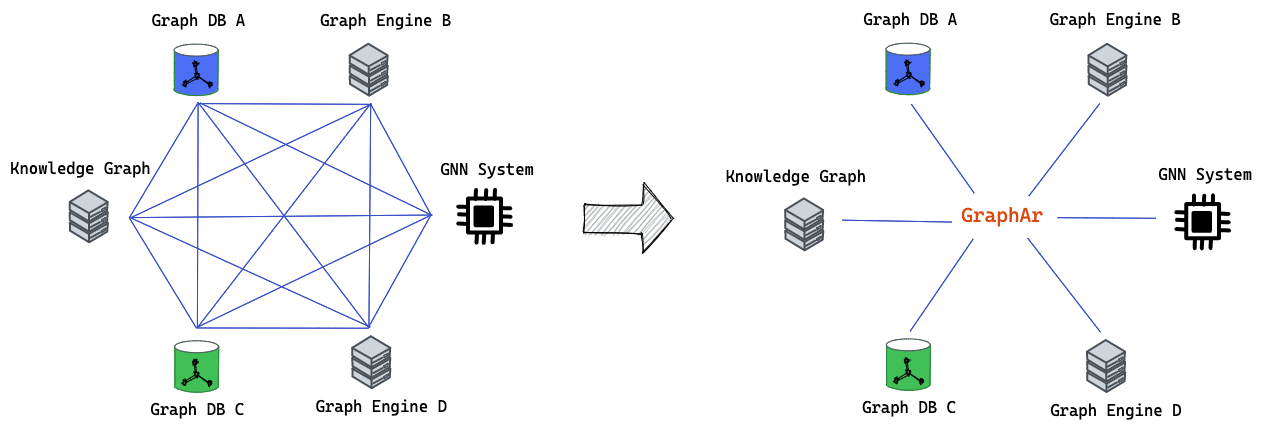 Graph DB A
Graph Engine B
Knowledge Graph
GNN System
Graph DB C
Graph Engine D
Graph DB A
Graph Engine B
Knowledge Graph
GNN System
GraphAr
Graph DB C
Graph Engine D